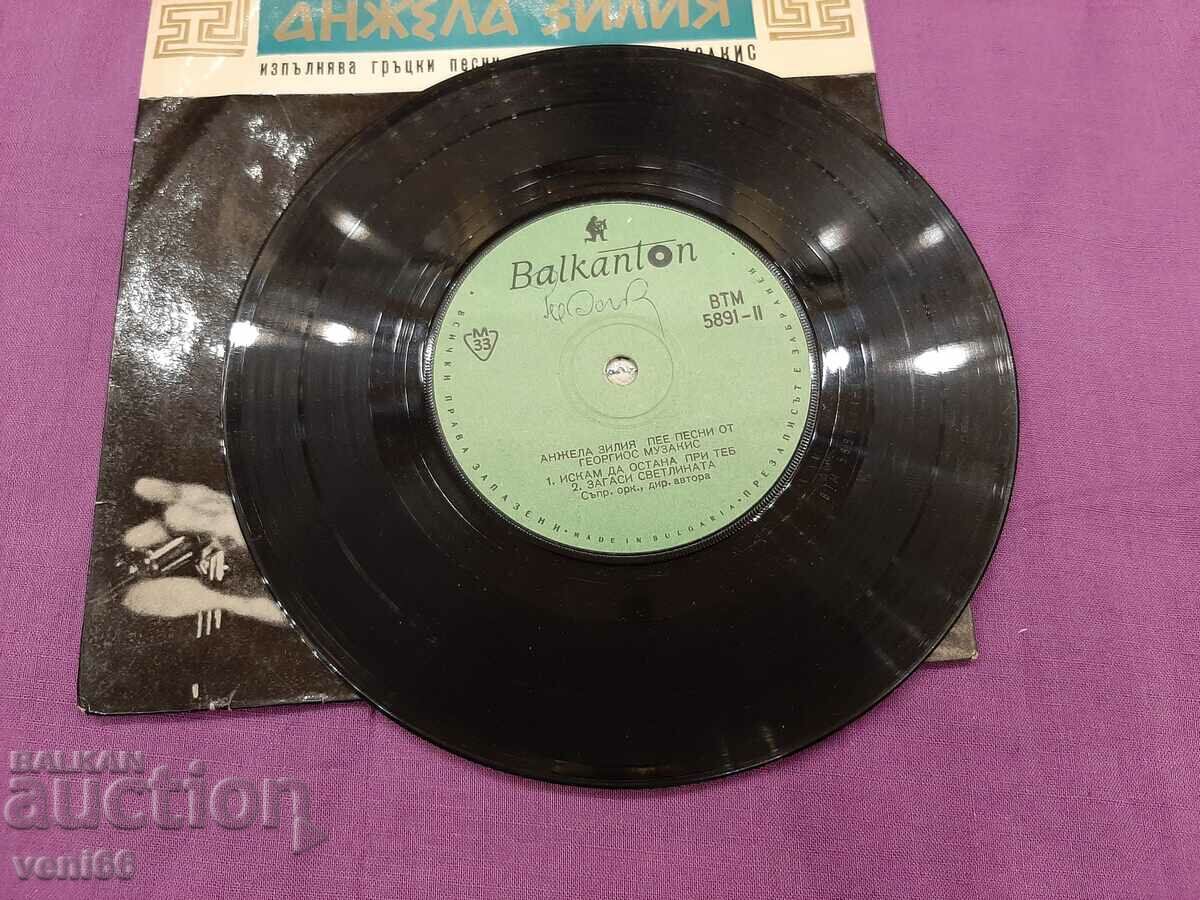 АНЖЕЛА ЗИЛИЯ
ИЗПЪЛНЯВА ГРЪЦКИ ПЕСНИ
Balkanton
ВТМ
5891-II
M
33
АНЖЕЛА ЗИЛИЯ ПЕЕ ПЕСНИ ОТ
ГЕОРГИОС МУЗАКИС
1. ИСКАМ ДА ОСТАНА ПРИ ТЕБ
2. ЗАГАСИ СВЕТЛИНАТА
Съпр. орк., дир. автора
ВСИЧКИ ПРАВА ЗАПАЗЕНИ • MADE IN BULGARIA • ПРЕЗАПИСЪТ Е ЗАБРАНЕН
BALKAN
auction
veni66